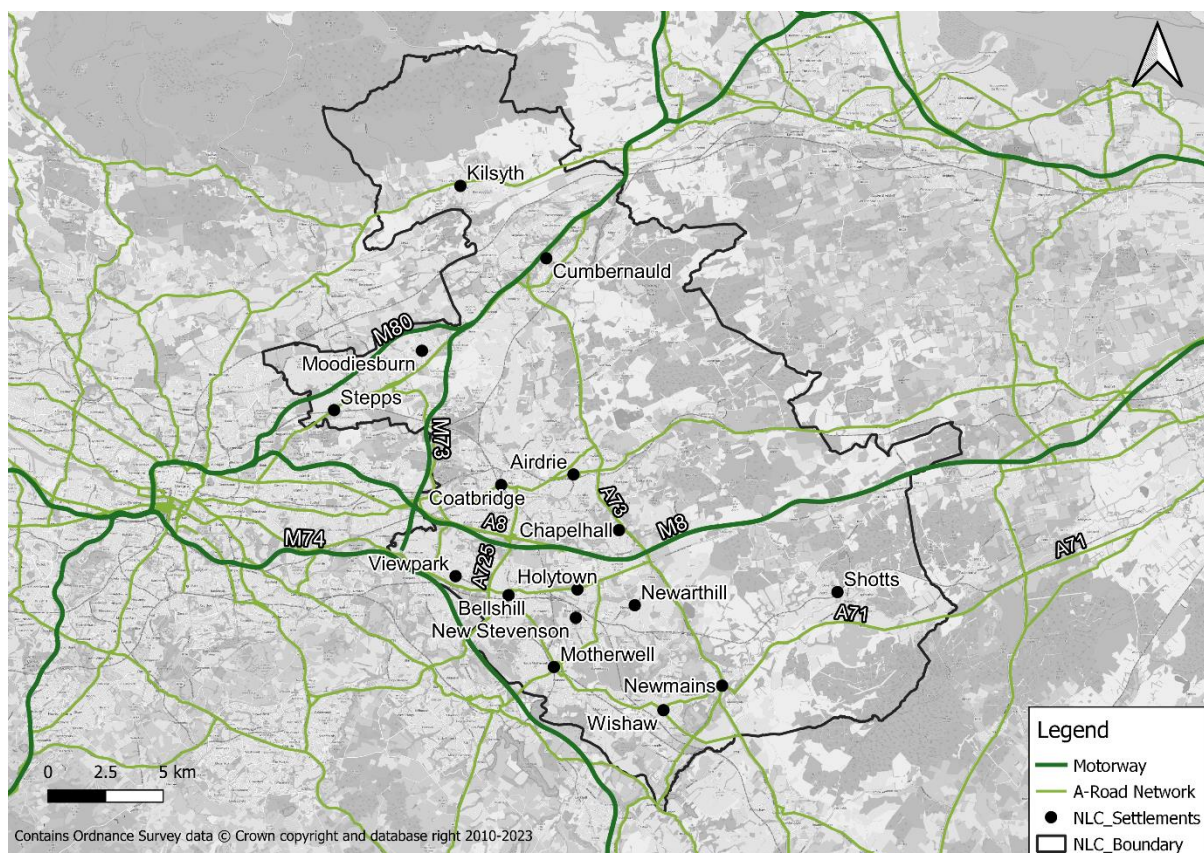 Kilsyth
Cumbernauld
M80
Moodiesburn
Stepps
M73
Airdrie
Coatbridge
A73
A8
Chapelhall
M8
M74
A71
Viewpark
A725
Holytown
Shotts
Bellshill
Newarthill
A71
New Stevenson
Motherwell
Newmains
Wishaw
Legend
Motorway
A-Road Network
NLC_Settlements
NLC_Boundary
0 2.5 5 km
Contains Ordnance Survey data © Crown copyright and database right 2010-2023